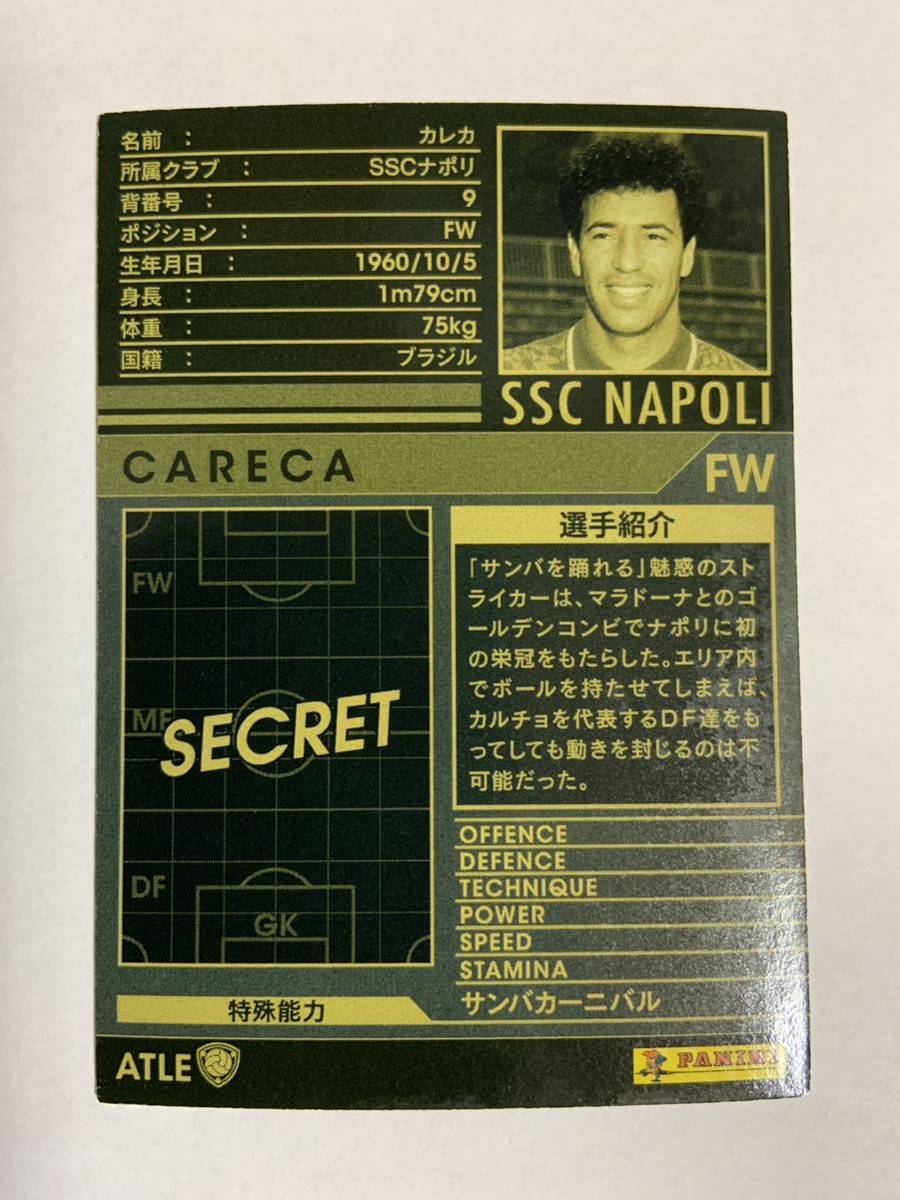 名前 : カレカ
所属クラブ : SSCナポリ
背番号 : 9
ポジション : FW
生年月日 : 1960/10/5
身長 : 1m79cm
体重 : 75kg
国籍 : ブラジル
SSC NAPOLI
CARECA
FW
FW
MF
SECRET
DF
GK
選手紹介
「サンバを踊れる」魅惑のスト
ライカーは、マラドーナとのゴ
ールデンコンビでナポリに初
の栄冠をもたらした。エリア内
でボールを持たせてしまえば、
カルチョを代表するDF達をも
ってしても動きを封じるのは不
可能だった。
OFFENCE
DEFENCE
TECHNIQUE
POWER
SPEED
STAMINA
特殊能力
サンバカーニバル
ATLE
PANINI